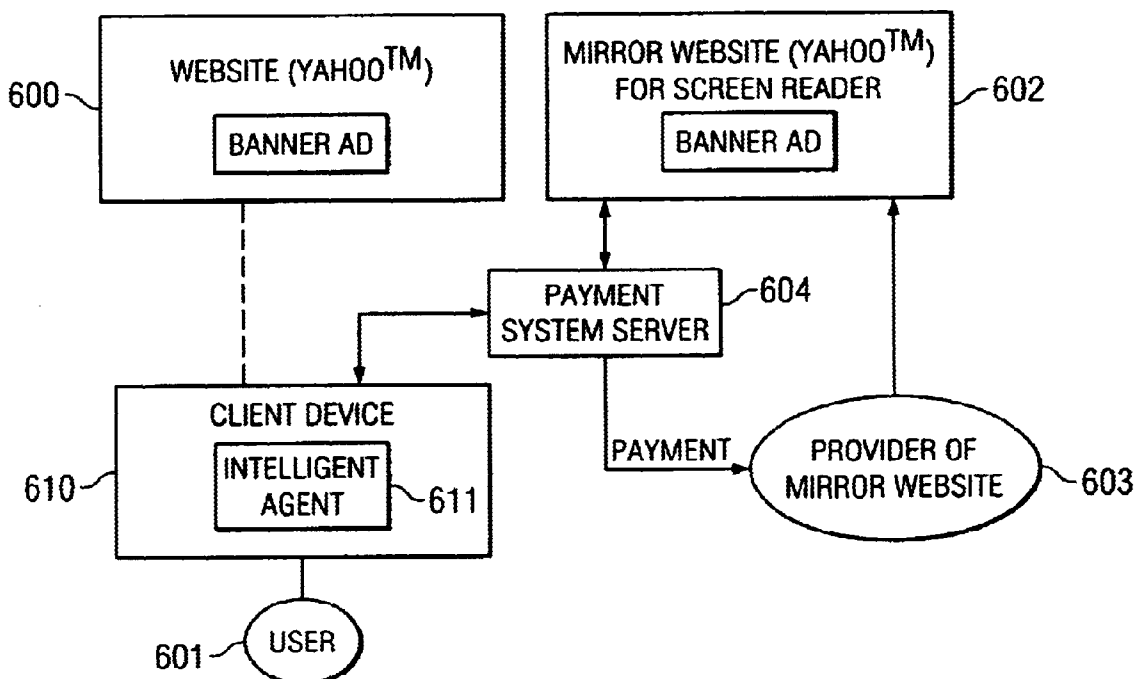 WEBSITE (YAHOO™)
BANNER AD
600
MIRROR WEBSITE (YAHOO™)
FOR SCREEN READER
BANNER AD
602
PAYMENT
SYSTEM SERVER
604
CLIENT DEVICE
INTELLIGENT
AGENT
611
610
PAYMENT
PROVIDER OF
MIRROR WEBSITE
603
USER
601